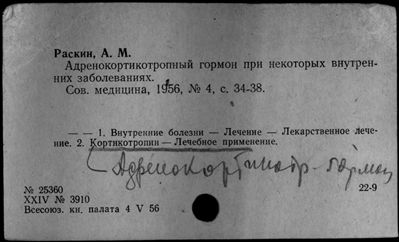 Раскин, А. М.
Адренокортикотропный гормон при некоторых внутрен-
них заболеваниях.
Сов. медицина, 1956, № 4, с. 34-38.
— — 1. Внутренние болезни — Лечение — Лекарственное лече-
ние. 2. Кортикотропин — Лечебное применение.
Адренокортикотр- гормон
№ 25360
22-9
XXIV № 3910
Всесоюз. кн. палата 4 V 56